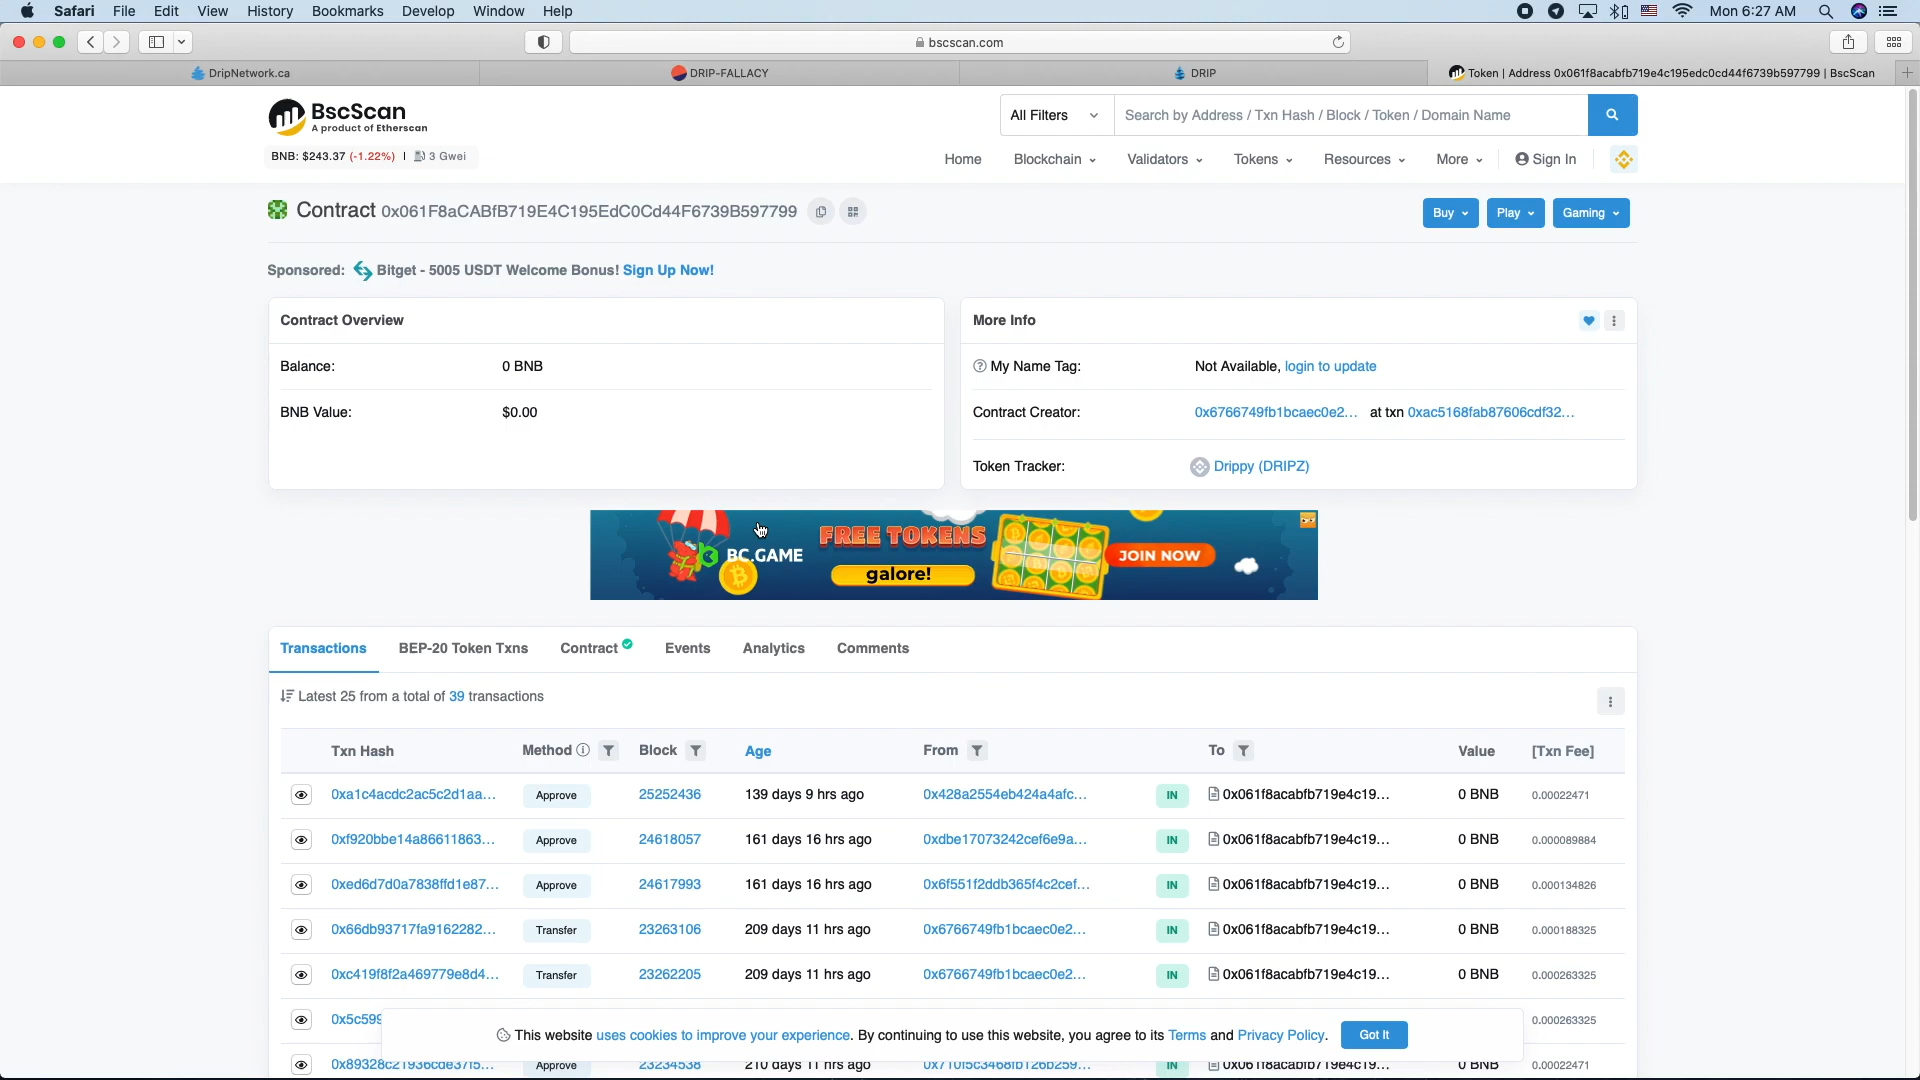 Safari File Edit View History Bookmarks Develop Window Help Mon 6:27 AM
bscscan.com
DripNetwork.ca DRIP-FALLACY DRIP Token | Address 0x061f8acabfb719e4c195edc0cd44f6739b597799 | BscScan
BscScan
A product of Etherscan
All Filters Search by Address / Txn Hash / Block / Token / Domain Name
BNB: $243.37 (-1.22%) | 3 Gwei
Home Blockchain Validators Tokens Resources More Sign In
Contract 0x061F8aCABfB719E4C195EdC0Cd44F6739B597799
Buy Play Gaming
Sponsored: Bitget - 5005 USDT Welcome Bonus! Sign Up Now!
Contract Overview
Balance: 0 BNB
BNB Value: $0.00
More Info
My Name Tag: Not Available, login to update
Contract Creator: 0x6766749fb1bcaec0e2... at txn 0xac5168fab87606cdf32...
Token Tracker: Drippy (DRIPZ)
BC.GAME FREE TOKENS galore! JOIN NOW
Transactions BEP-20 Token Txns Contract Events Analytics Comments
Latest 25 from a total of 39 transactions
Txn Hash Method Block Age From To Value [Txn Fee]
0xa1c4acdc2ac5c2d1aa... Approve 25252436 139 days 9 hrs ago 0x428a2554eb424a4afc... IN 0x061f8acabfb719e4c19... 0 BNB 0.00022471
0xf920bbe14a86611863... Approve 24618057 161 days 16 hrs ago 0xdbe17073242cef6e9a... IN 0x061f8acabfb719e4c19... 0 BNB 0.000089884
0xed6d7d0a7838ffd1e87... Approve 24617993 161 days 16 hrs ago 0x6f551f2ddb365f4c2cef... IN 0x061f8acabfb719e4c19... 0 BNB 0.000134826
0x66db93717fa9162282... Transfer 23263106 209 days 11 hrs ago 0x6766749fb1bcaec0e2... IN 0x061f8acabfb719e4c19... 0 BNB 0.000188325
0xc419f8f2a469779e8d4... Transfer 23262205 209 days 11 hrs ago 0x6766749fb1bcaec0e2... IN 0x061f8acabfb719e4c19... 0 BNB 0.000263325
0x5c599 0.000263325
This website uses cookies to improve your experience. By continuing to use this website, you agree to its Terms and Privacy Policy. Got It
Approve 23234538 210 days 11 hrs ago IN 0x061f8acabfb719e4c19... 0 BNB 0.00022471